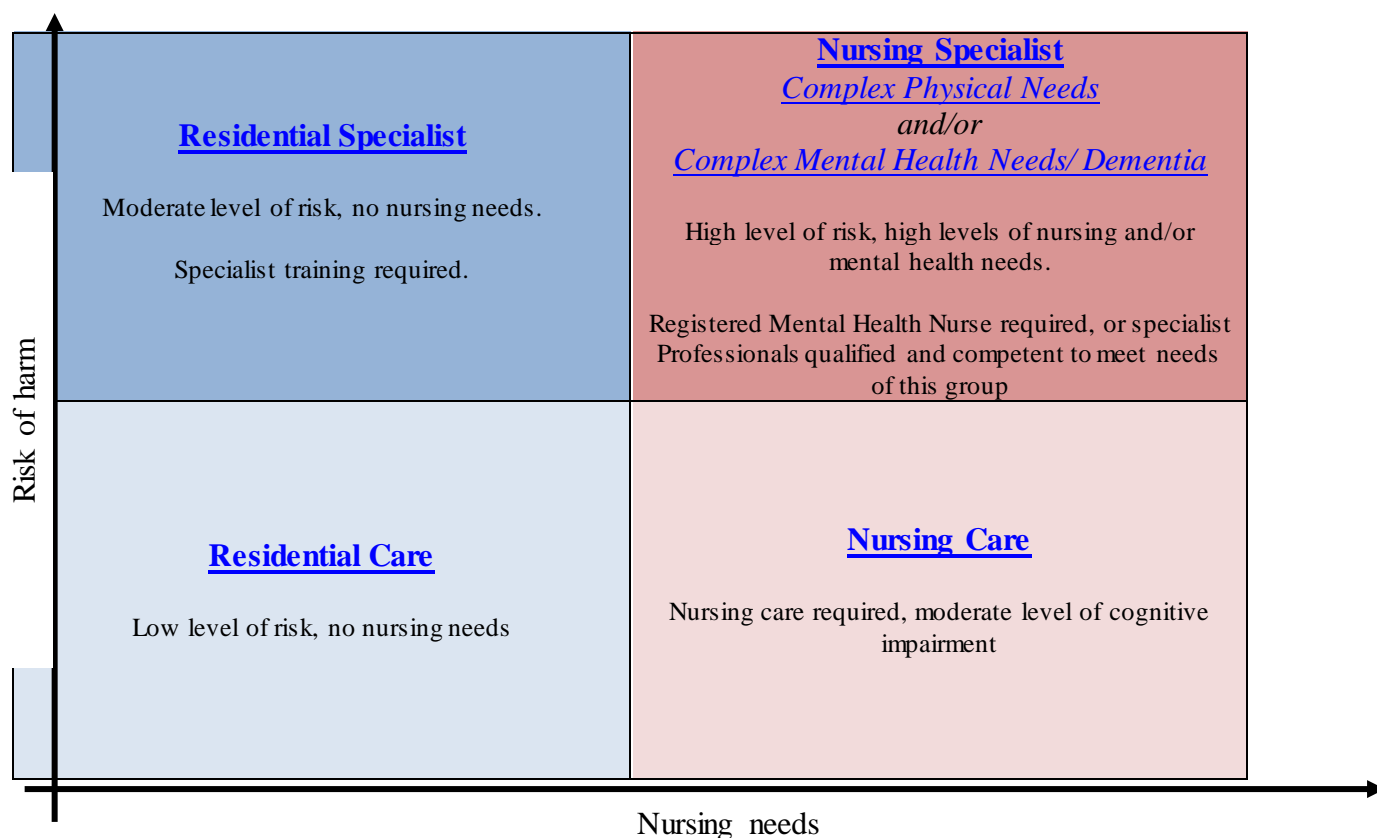 Residential Specialist
Moderate level of risk, no nursing needs.
Specialist training required.
Nursing Specialist
Complex Physical Needs
and/or
Complex Mental Health Needs/ Dementia
High level of risk, high levels of nursing and/or
mental health needs.
Registered Mental Health Nurse required, or specialist
Professionals qualified and competent to meet needs
of this group
Risk of harm
Residential Care
Low level of risk, no nursing needs
Nursing Care
Nursing care required, moderate level of cognitive
impairment
Nursing needs